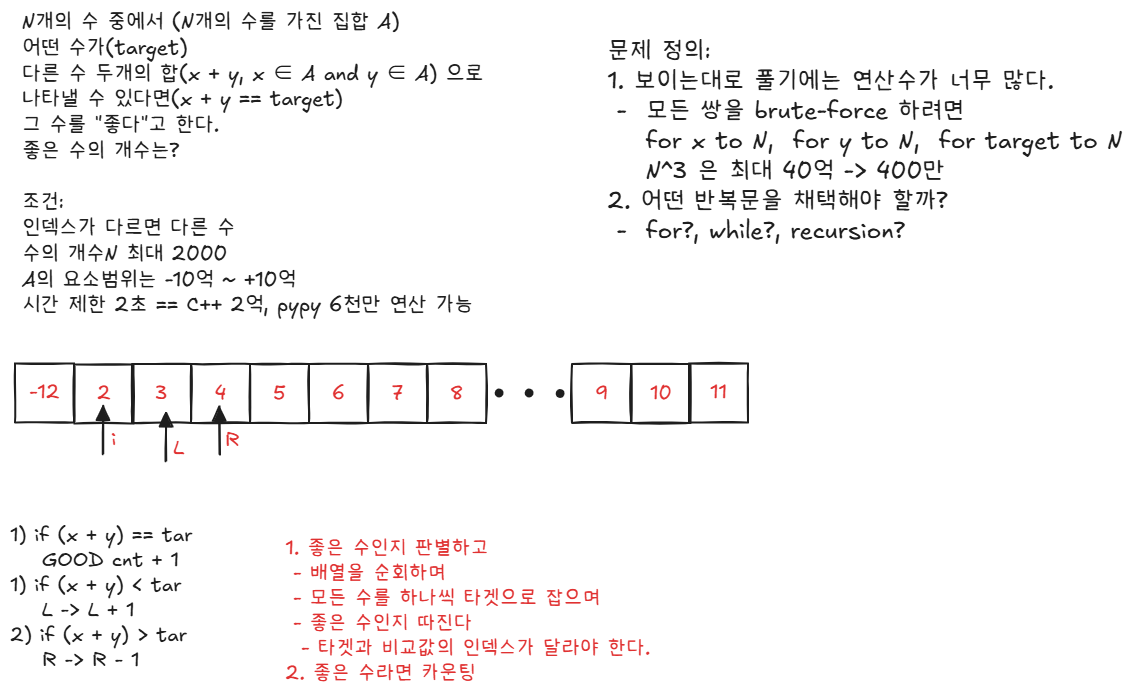 N개의 수 중에서 (N개의 수를 가진 집합 A)
어떤 수가(target)
다른 수 두개의 합(x + y, x ∈ A and y ∈ A) 으로
나타낼 수 있다면(x + y == target)
그 수를 "좋다"고 한다.
좋은 수의 개수는?
조건:
인덱스가 다르면 다른 수
수의 개수N 최대 2000
A의 요소범위는 -10억 ~ +10억
시간 제한 2초 == C++ 2억, pypy 6천만 연산 가능
문제 정의:
1. 보이는대로 풀기에는 연산수가 너무 많다.
- 모든 쌍을 brute-force 하려면
for x to N, for y to N, for target to N
N^3 은 최대 40억 -> 400만
2. 어떤 반복문을 채택해야 할까?
- for?, while?, recursion?
-12 2 3 4 5 6 7 8 • • • 9 10 11
i L R
1) if (x + y) == tar
GOOD cnt + 1
1) if (x + y) < tar
L -> L + 1
2) if (x + y) > tar
R -> R - 1
1. 좋은 수인지 판별하고
- 배열을 순회하며
- 모든 수를 하나씩 타겟으로 잡으며
- 좋은 수인지 따진다
- 타겟과 비교값의 인덱스가 달라야 한다.
2. 좋은 수라면 카운팅